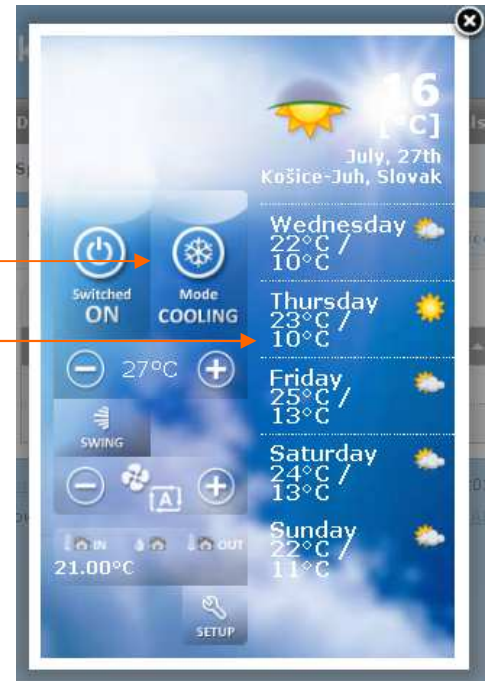 16
[°C]
July, 27th
Košice-Juh, Slovak
Switched
ON
Mode
COOLING
27°C
SWING
[A]
IN
OUT
21.00°C
SETUP
Wednesday
22°C /
10°C
Thursday
23°C /
10°C
Friday
25°C /
13°C
Saturday
24°C /
13°C
Sunday
22°C /
11°C